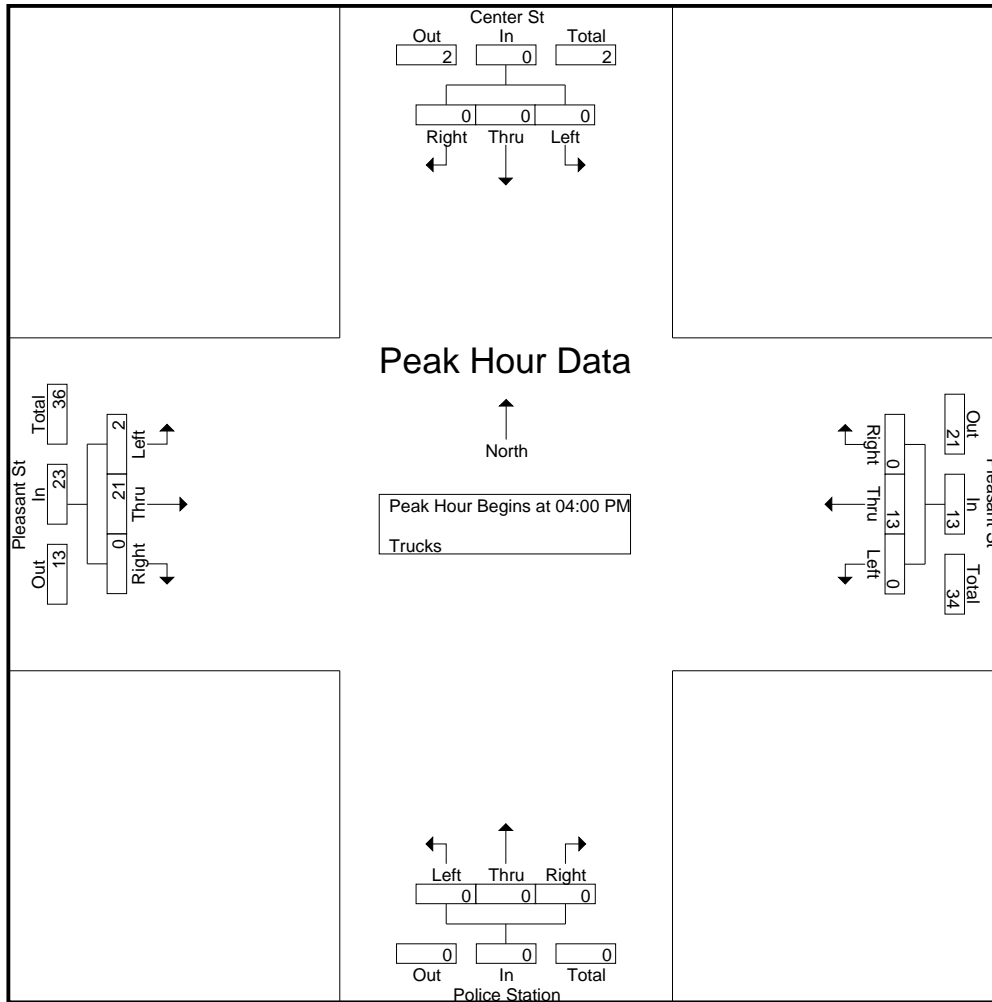 Center St
Out In Total
2 0 2
0 0 0
Right Thru Left
Peak Hour Data
North
Peak Hour Begins at 04:00 PM
Trucks
Pleasant St
Total In Out
36 23 13
2 21 0
Left Thru Right
Pleasant St
Out In Total
21 13 34
0 13 0
Right Thru Left
Left Thru Right
0 0 0
0 0 0
Out In Total
Police Station